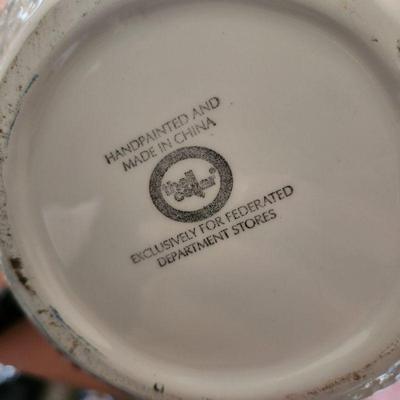 HANDPAINTED AND
MADE IN CHINA
the
cellar®
EXCLUSIVELY FOR FEDERATED
DEPARTMENT STORES